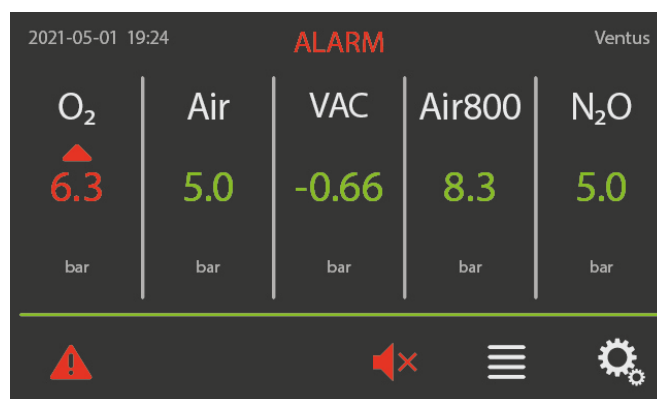 2021-05-01 19:24 ALARM Ventus
O₂ Air VAC Air800 N₂O
6.3 5.0 -0.66 8.3 5.0
bar bar bar bar bar